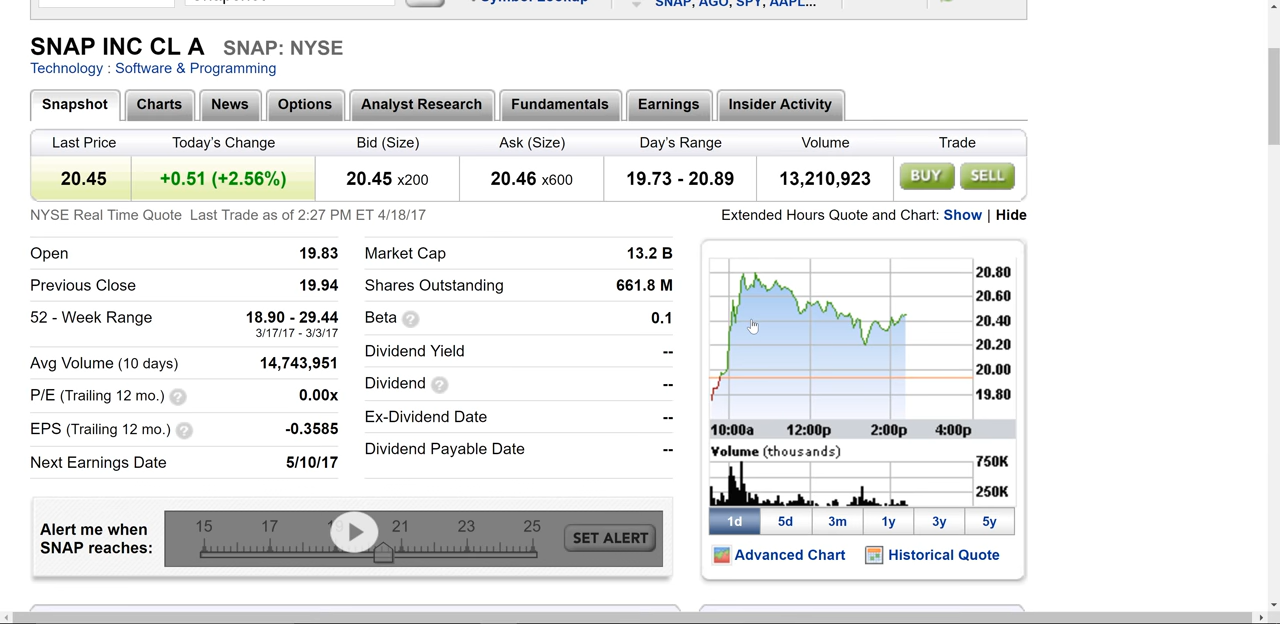 Symbol Lookup
SNAP, AGO, SPY, AAPL...
SNAP INC CL A SNAP: NYSE
Technology : Software & Programming
Snapshot Charts News Options Analyst Research Fundamentals Earnings Insider Activity
Last Price Today's Change Bid (Size) Ask (Size) Day's Range Volume Trade
20.45 +0.51 (+2.56%) 20.45 x200 20.46 x600 19.73 - 20.89 13,210,923 BUY SELL
NYSE Real Time Quote Last Trade as of 2:27 PM ET 4/18/17
Extended Hours Quote and Chart: Show | Hide
Open 19.83
Previous Close 19.94
52 - Week Range 18.90 - 29.44
3/17/17 - 3/3/17
Avg Volume (10 days) 14,743,951
P/E (Trailing 12 mo.) ? 0.00x
EPS (Trailing 12 mo.) ? -0.3585
Next Earnings Date 5/10/17
Market Cap 13.2 B
Shares Outstanding 661.8 M
Beta ? 0.1
Dividend Yield --
Dividend ? --
Ex-Dividend Date --
Dividend Payable Date --
20.80
20.60
20.40
20.20
20.00
19.80
10:00a 12:00p 2:00p 4:00p
Volume (thousands)
750K
250K
1d 5d 3m 1y 3y 5y
Advanced Chart Historical Quote
Alert me when
SNAP reaches:
15 17 21 23 25
SET ALERT